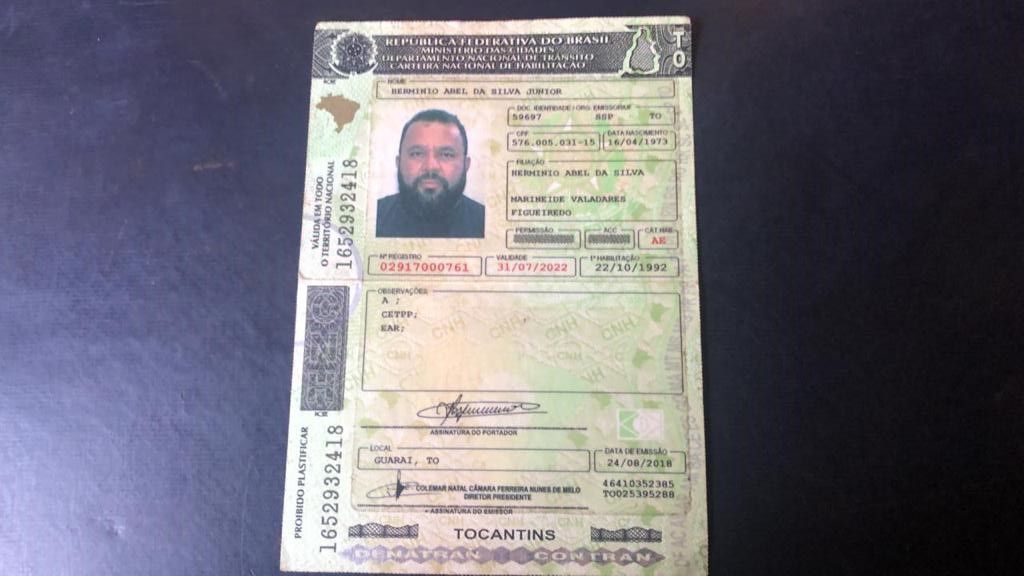 REPÚBLICA FEDERATIVA DO BRASIL
MINISTÉRIO DAS CIDADES
DEPARTAMENTO NACIONAL DE TRÂNSITO
CARTEIRA NACIONAL DE HABILITAÇÃO
TO
NOME
HERMINIO ABEL DA SILVA JUNIOR
DOC. IDENTIDADE / ORG. EMISSOR/UF
59697 SSP TO
CPF
576.005.031-15
DATA NASCIMENTO
16/04/1973
FILIAÇÃO
HERMINIO ABEL DA SILVA
MARINEIDE VALADARES
FIGUEIREDO
PERMISSÃO
ACC
CAT. HAB.
AE
Nº REGISTRO
02917000761
VALIDADE
31/07/2022
1ª HABILITAÇÃO
22/10/1992
VÁLIDA EM TODO
O TERRITÓRIO NACIONAL
1652932418
OBSERVAÇÕES
A ;
CETPP;
EAR;
ASSINATURA DO PORTADOR
LOCAL
GUARAI, TO
DATA DE EMISSÃO
24/08/2018
COLEMAR NATAL CÂMARA FERREIRA NUNES DE MELO
DIRETOR PRESIDENTE
46410352385
TO025395288
ASSINATURA DO EMISSOR
PROIBIDO PLASTIFICAR
1652932418
TOCANTINS
DENATRAN CONTRAN